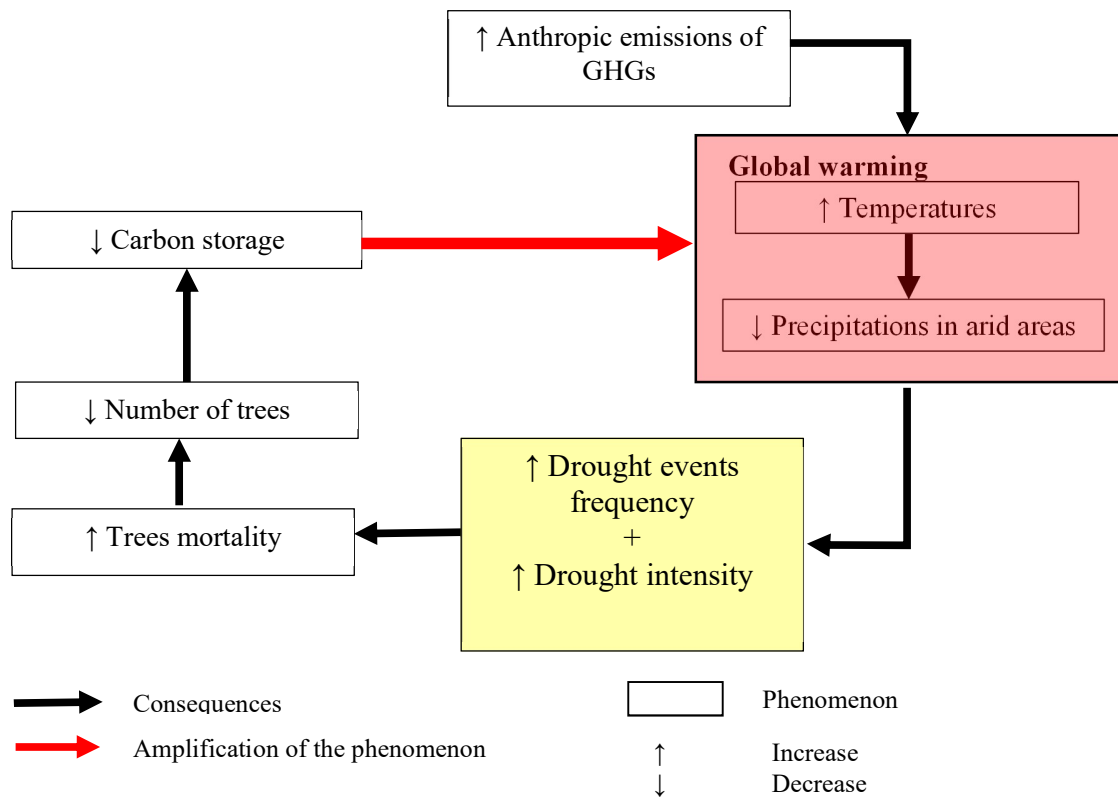 ↑ Anthropic emissions of
GHGs
Global warming
↑ Temperatures
↓ Precipitations in arid areas
↓ Carbon storage
↓ Number of trees
↑ Trees mortality
↑ Drought events
frequency
+
↑ Drought intensity
Consequences
Amplification of the phenomenon
Phenomenon
↑ Increase
↓ Decrease